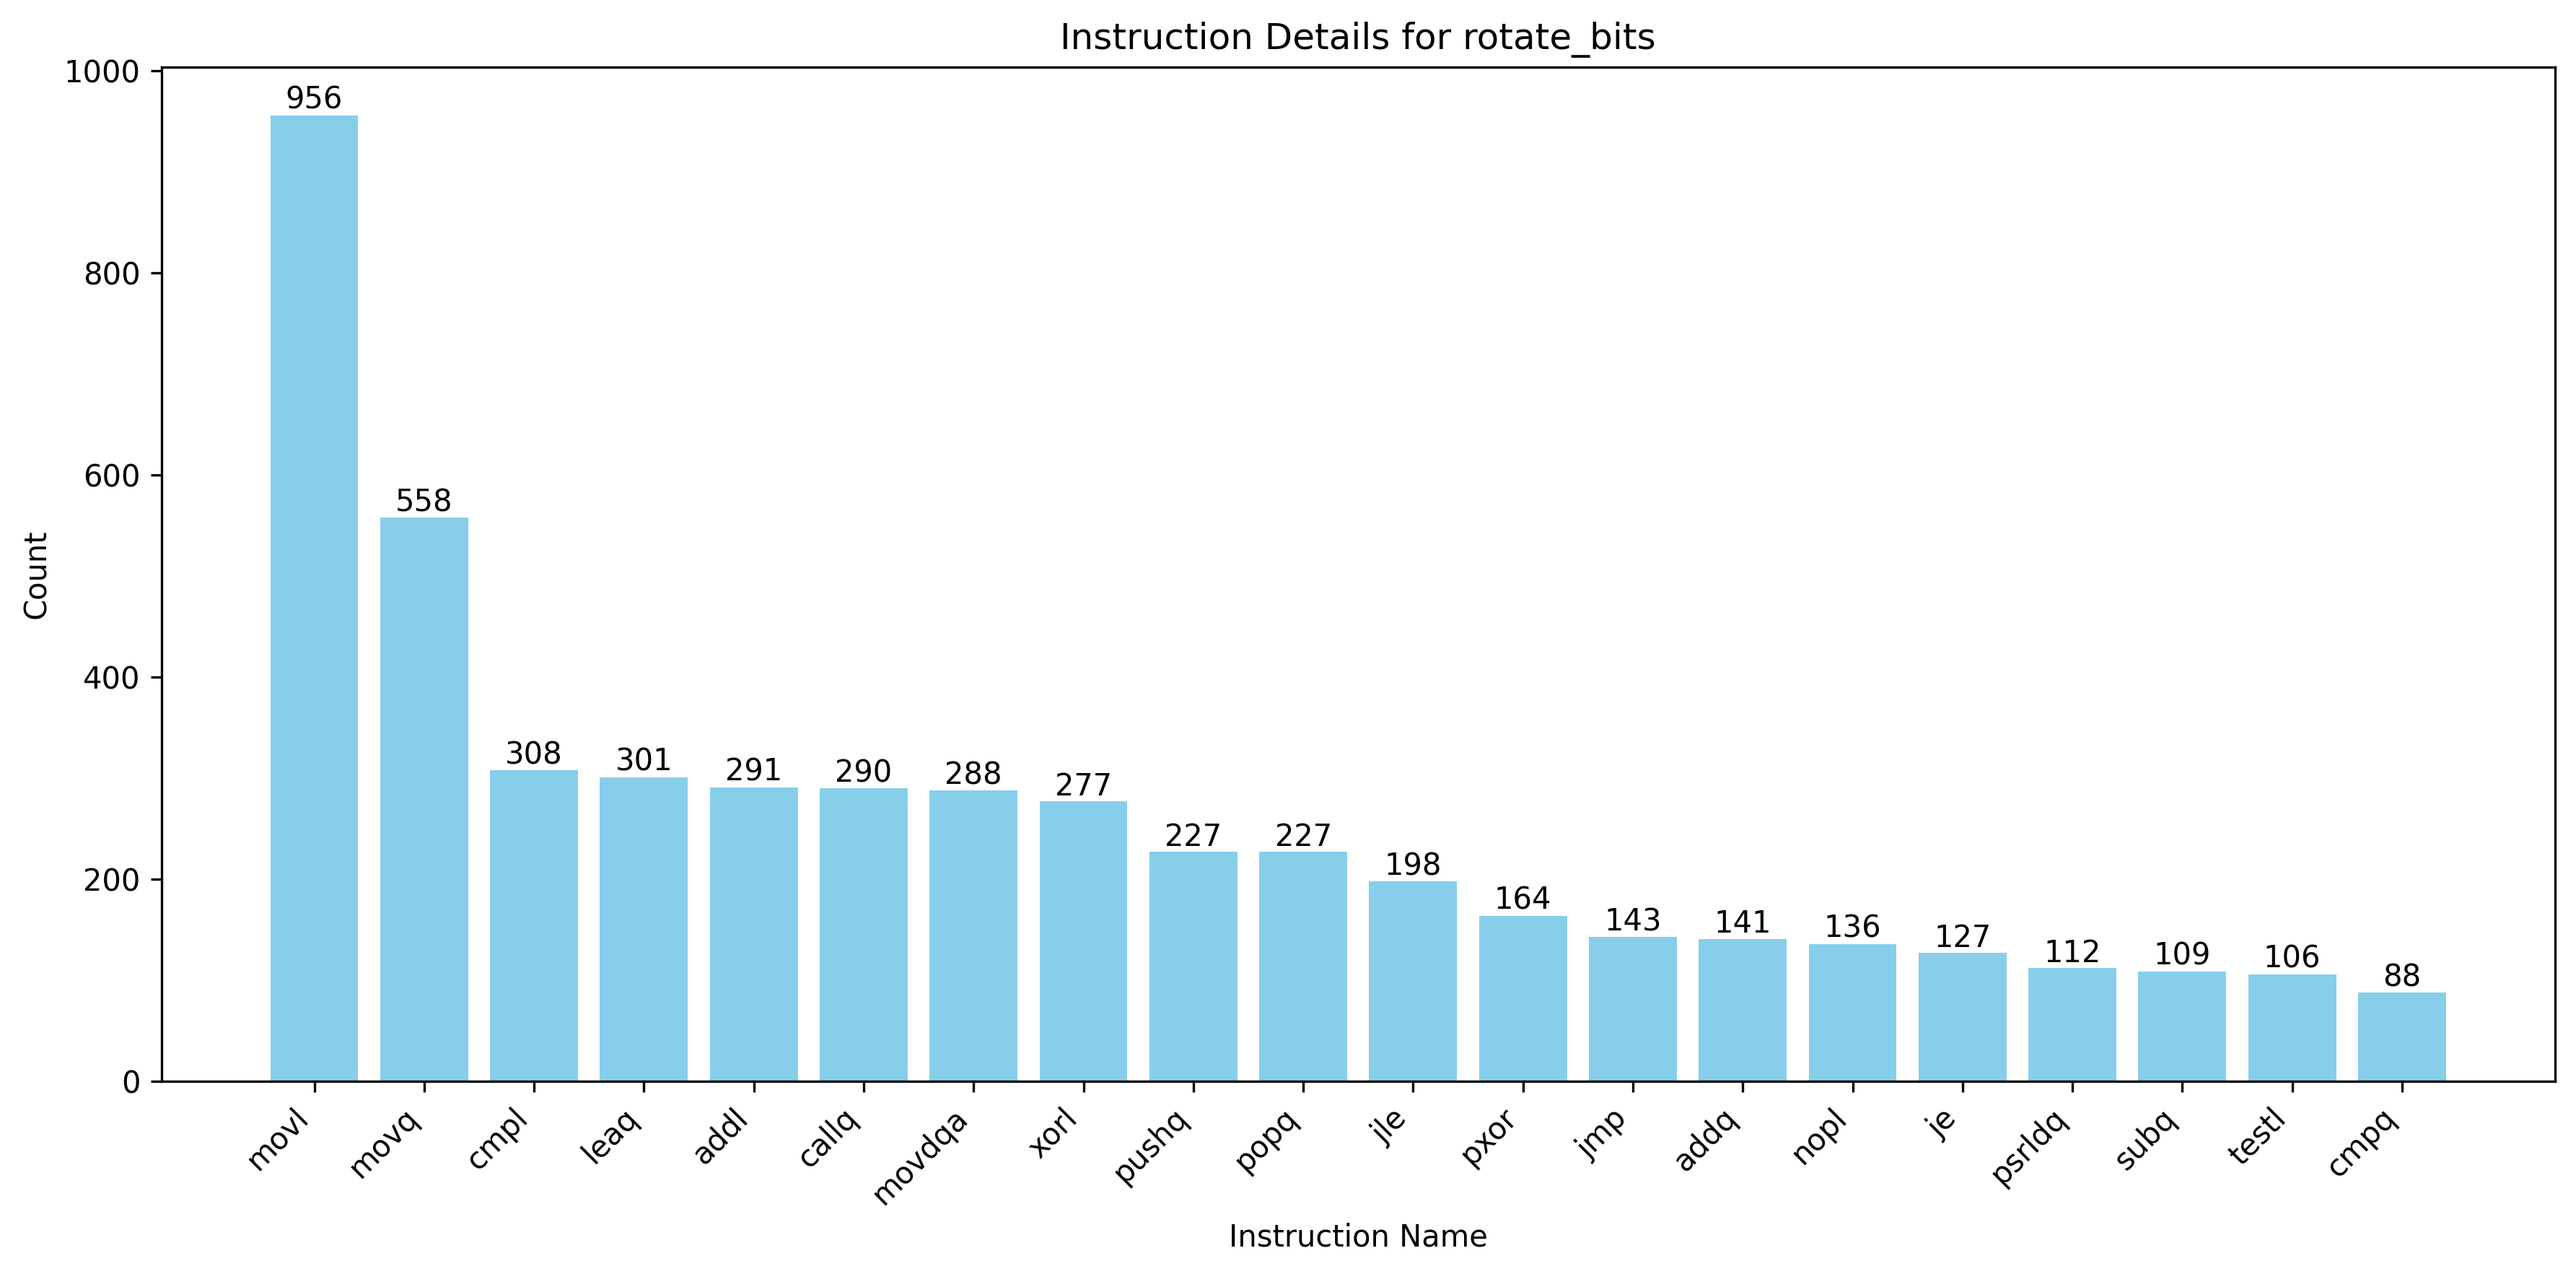 Instruction Details for rotate_bits
1000
800
600
400
200
0
Count
956
558
308
301
291
290
288
277
227
227
198
164
143
141
136
127
112
109
106
88
movl
movq
cmpl
leaq
addl
callq
movdqa
xorl
pushq
popq
jle
pxor
jmp
addq
nopl
je
psrldq
subq
testl
cmpq
Instruction Name